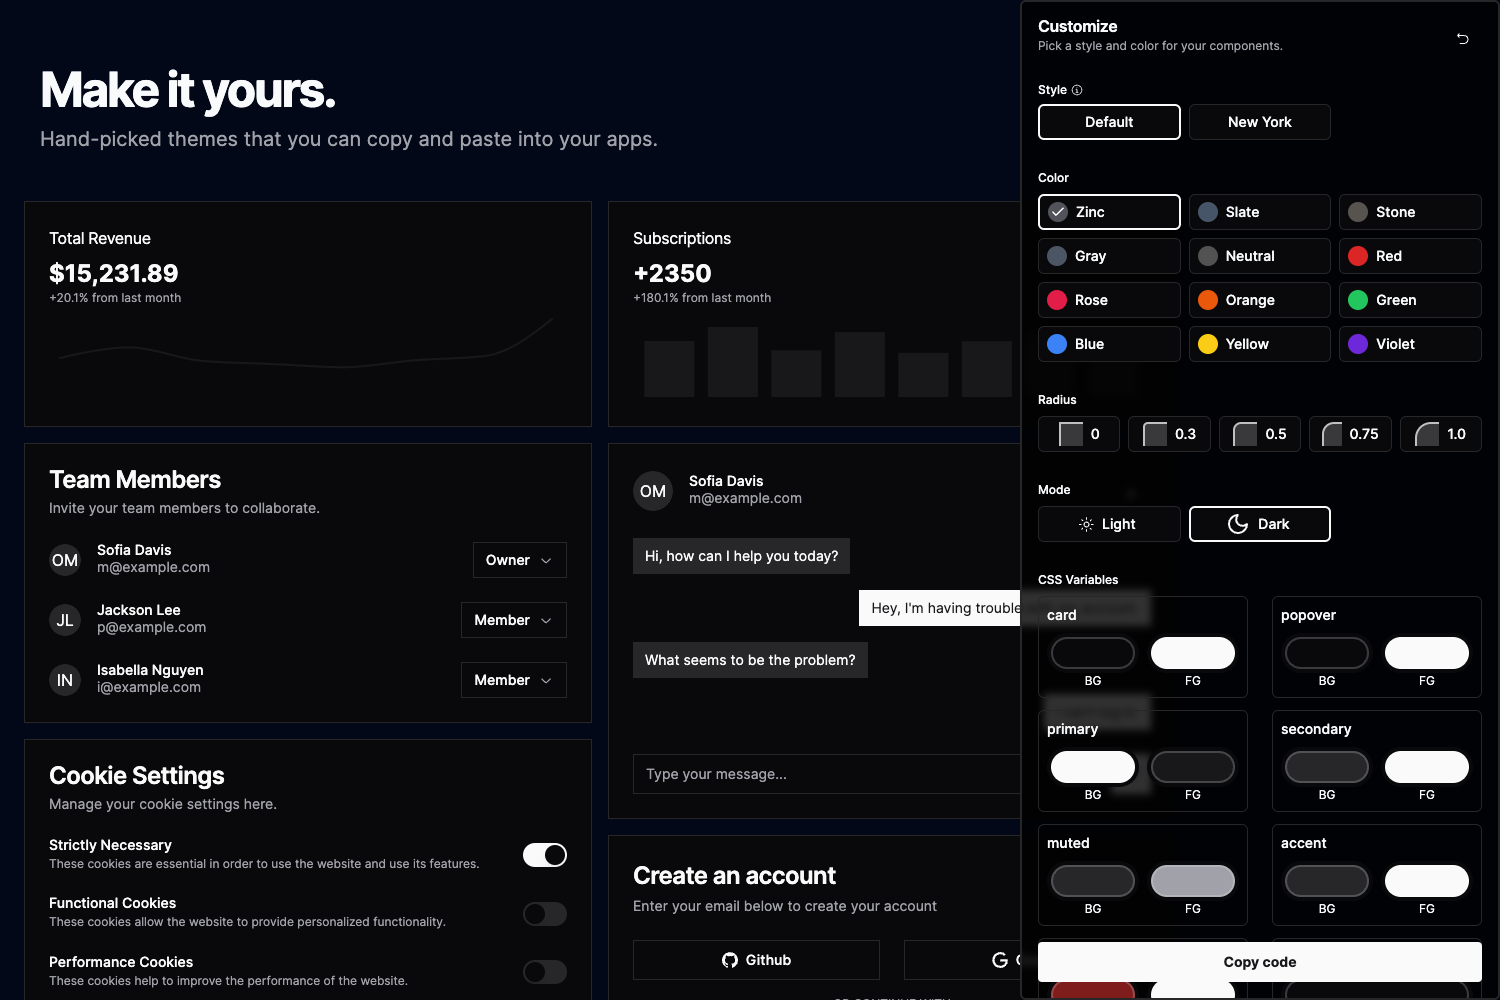 Make it yours.
Hand-picked themes that you can copy and paste into your apps.
Total Revenue
$15,231.89
+20.1% from last month
Subscriptions
+2350
+180.1% from last month
Team Members
Invite your team members to collaborate.
OM
Sofia Davis
m@example.com
Owner
JL
Jackson Lee
p@example.com
Member
IN
Isabella Nguyen
i@example.com
Member
Cookie Settings
Manage your cookie settings here.
Strictly Necessary
These cookies are essential in order to use the website and use its features.
Functional Cookies
These cookies allow the website to provide personalized functionality.
Performance Cookies
These cookies help to improve the performance of the website.
OM
Sofia Davis
m@example.com
Hi, how can I help you today?
Hey, I'm having trouble
What seems to be the problem?
Type your message...
Create an account
Enter your email below to create your account
Github
Customize
Pick a style and color for your components.
Style
Default
New York
Color
Zinc
Slate
Stone
Gray
Neutral
Red
Rose
Orange
Green
Blue
Yellow
Violet
Radius
0
0.3
0.5
0.75
1.0
Mode
Light
Dark
CSS Variables
card
BG
FG
popover
BG
FG
primary
BG
FG
secondary
BG
FG
muted
BG
FG
accent
BG
FG
Copy code